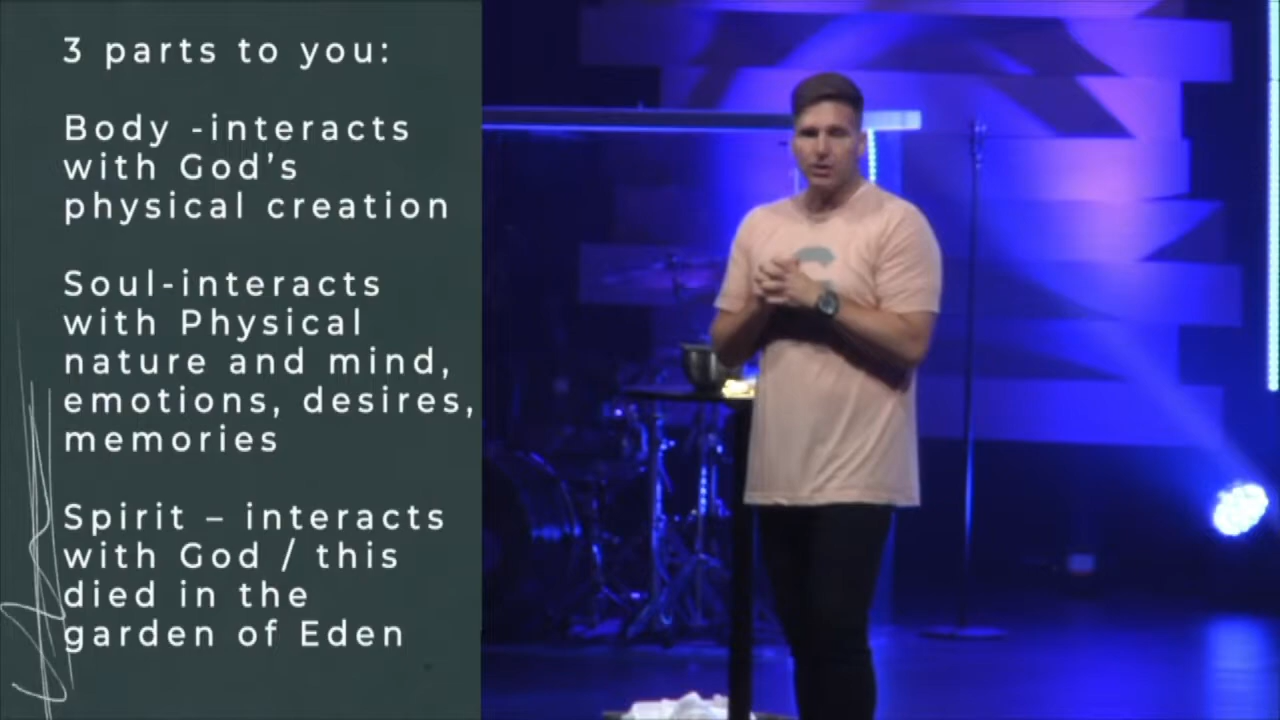 3 parts to you:
Body -interacts
with God's
physical creation
Soul-interacts
with Physical
nature and mind,
emotions, desires,
memories
Spirit – interacts
with God / this
died in the
garden of Eden